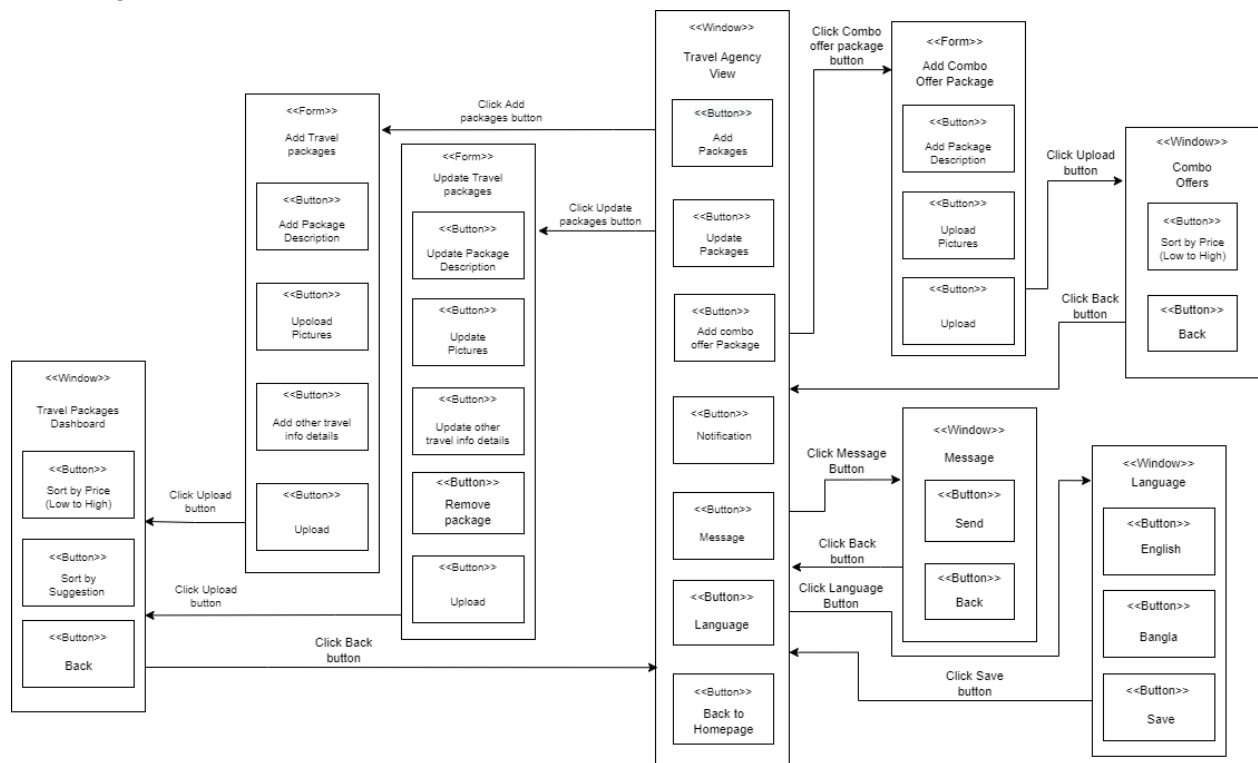 <<Window>>
Travel Packages
Dashboard
<<Button>>
Sort by Price
(Low to High)
<<Button>>
Sort by
Suggestion
<<Button>>
Back
Click Upload
button
Click Upload
button
Click Back
button
<<Form>>
Add Travel
packages
<<Button>>
Add Package
Description
<<Button>>
Upoload
Pictures
<<Button>>
Add other travel
info details
<<Button>>
Upload
<<Form>>
Update Travel
packages
<<Button>>
Update Package
Description
<<Button>>
Update
Pictures
<<Button>>
Update other
travel info details
<<Button>>
Remove
package
<<Button>>
Upload
Click Add
packages button
Click Update
packages button
<<Window>>
Travel Agency
View
<<Button>>
Add
Packages
<<Button>>
Update
Packages
<<Button>>
Add combo
offer Package
<<Button>>
Notification
<<Button>>
Message
<<Button>>
Language
<<Button>>
Back to
Homepage
Click Combo
offer package
button
<<Form>>
Add Combo
Offer Package
<<Button>>
Add Package
Description
<<Button>>
Upload
Pictures
<<Button>>
Upload
Click Upload
button
<<Window>>
Combo
Offers
<<Button>>
Sort by Price
(Low to High)
<<Button>>
Back
Click Back
button
Click Message
Button
<<Window>>
Message
<<Button>>
Send
<<Button>>
Back
Click Back
button
Click Language
Button
<<Window>>
Language
<<Button>>
English
<<Button>>
Bangla
<<Button>>
Save
Click Save
button